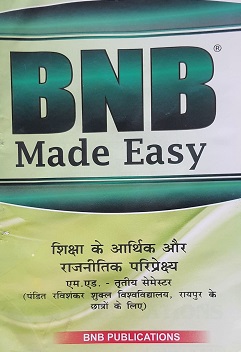 BNB®
Made Easy
शिक्षा के आर्थिक और
राजनीतिक परिप्रेक्ष्य
एम.एड. - तृतीय सेमेस्टर
(पंडित रविशंकर शुक्ल विश्वविद्यालय, रायपुर के
छात्रों के लिए)
BNB PUBLICATIONS